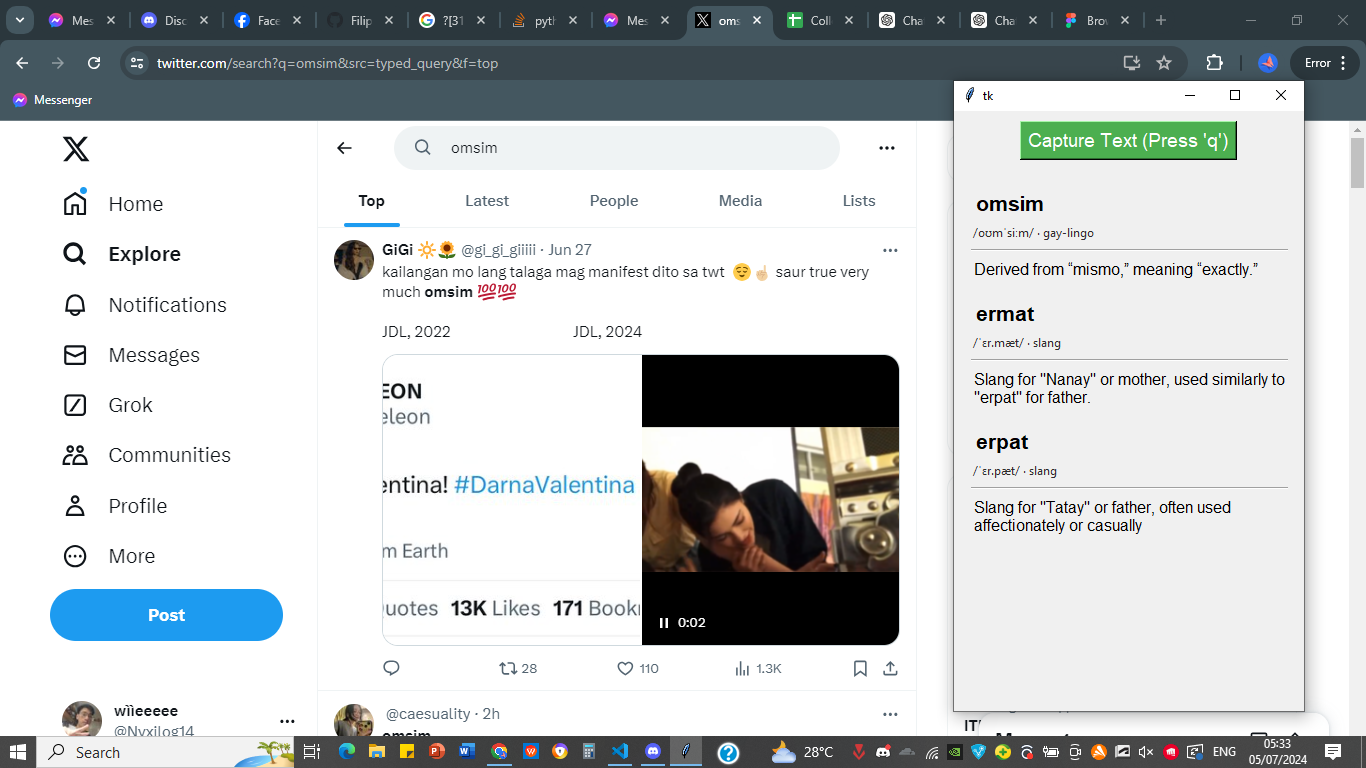 Mes
Disc
Face
Filip
?[31
pyth
Mes
oms
Colle
Cha
Cha
Brov
twitter.com/search?q=omsim&src=typed_query&f=top
Error
Messenger
X
Home
Explore
Notifications
Messages
Grok
Communities
Profile
More
Post
wiieeeee
@Nyxilog14
omsim
Top
Latest
People
Media
Lists
GiGi ☀️🌻 @gi_gi_giiiii · Jun 27
kailangan mo lang talaga mag manifest dito sa twt 😌☝🏼 saur true very
much omsim 💯💯
JDL, 2022 JDL, 2024
EON
eleon
entina! #DarnaValentina
m Earth
uotes 13K Likes 171 Bookr
0:02
28
110
1.3K
@caesuality · 2h
omsim
tk
Capture Text (Press 'q')
omsim
/oʊmˈsiːm/ · gay-lingo
Derived from “mismo,” meaning “exactly.”
ermat
/ˈɛr.mæt/ · slang
Slang for "Nanay" or mother, used similarly to
"erpat" for father.
erpat
/ˈɛr.pæt/ · slang
Slang for "Tatay" or father, often used
affectionately or casually
Search
28°C
ENG
05:33
05/07/2024